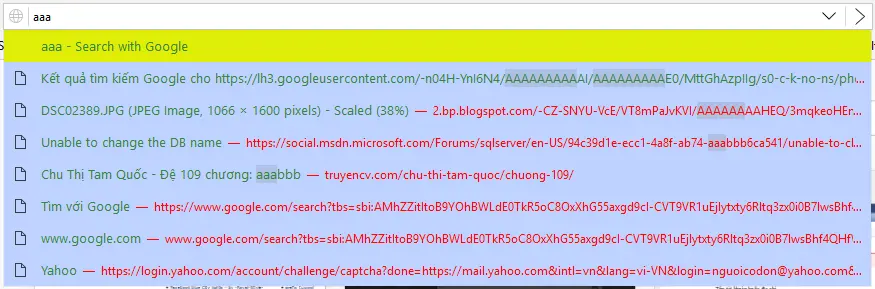 aaa
aaa - Search with Google
Kết quả tìm kiếm Google cho https://lh3.googleusercontent.com/-n04H-YnI6N4/AAAAAAAAAAI/AAAAAAAAAE0/MttGhAzpIIg/s0-c-k-no-ns/ph...
DSC02389.JPG (JPEG Image, 1066 × 1600 pixels) - Scaled (38%) — 2.bp.blogspot.com/-CZ-SNYU-VcE/VT8mPaJvKVI/AAAAAAAAHEQ/3mqkeoHEr...
Unable to change the DB name — https://social.msdn.microsoft.com/Forums/sqlserver/en-US/94c39d1e-ecc1-4a8f-ab74-aaabbb6ca541/unable-to-cl...
Chu Thị Tam Quốc - Đệ 109 chương: aaabbb — truyencv.com/chu-thi-tam-quoc/chuong-109/
Tìm với Google — https://www.google.com/search?tbs=sbi:AMhZZitItoB9YOhBWLdE0TkR5oC8OxXhG55axgd9cI-CVT9VR1uEjIytxty6RItq3zx0i0B7IwsBhf...
www.google.com — www.google.com/search?tbs=sbi:AMhZZitItoB9YOhBWLdE0TkR5oC8OxXhG55axgd9cI-CVT9VR1uEjIytxty6RItq3zx0i0B7IwsBhf4QHf...
Yahoo — https://login.yahoo.com/account/challenge/captcha?done=https://mail.yahoo.com&intl=vn&lang=vi-VN&login=nguoicodon@yahoo.com&...